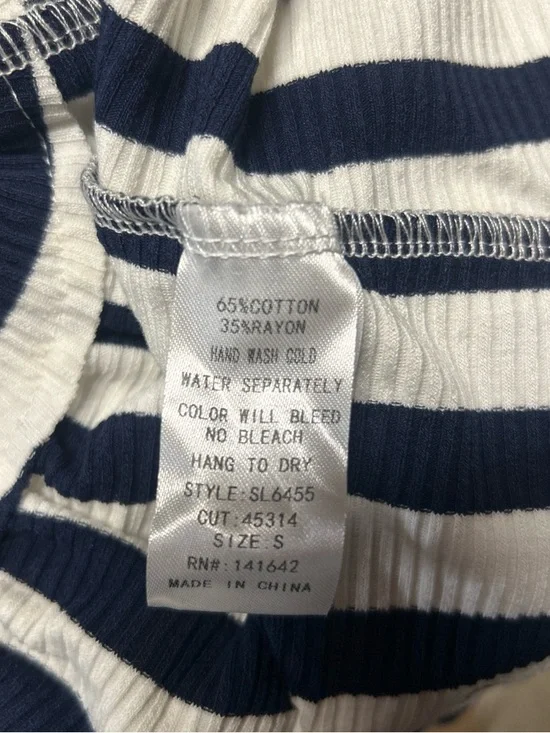 65%COTTON
35%RAYON
HAND WASH COLD
WATER SEPARATELY
COLOR WILL BLEED
NO BLEACH
HANG TO DRY
STYLE:SL6455
CUT:45314
SIZE:S
RN#:141642
MADE IN CHINA